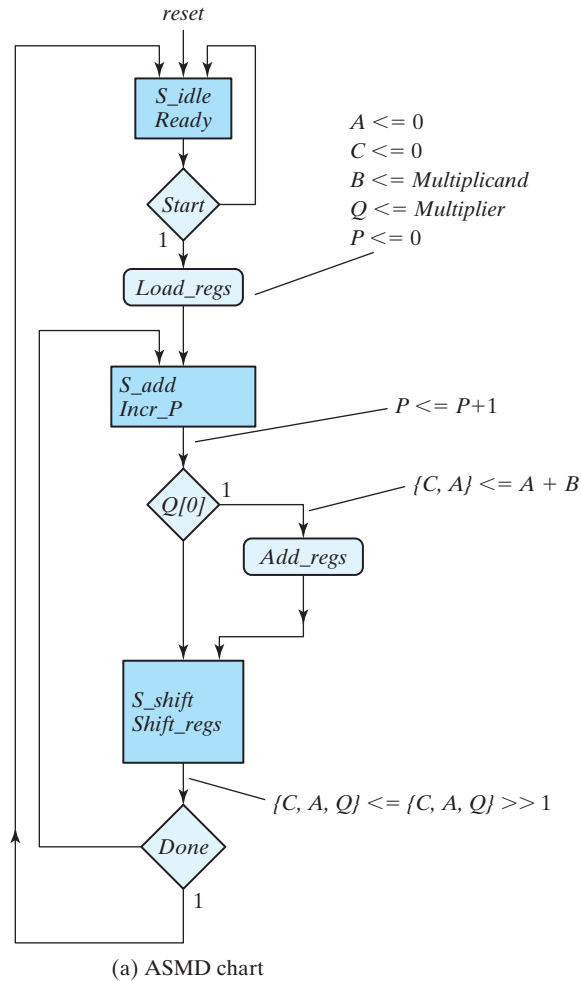 reset
S_idle
Ready
A <= 0
C <= 0
B <= Multiplicand
Q <= Multiplier
P <= 0
Start
1
Load_regs
S_add
Incr_P
P <= P+1
Q[0]
1
{C, A} <= A + B
Add_regs
S_shift
Shift_regs
{C, A, Q} <= {C, A, Q} >> 1
Done
1
(a) ASMD chart